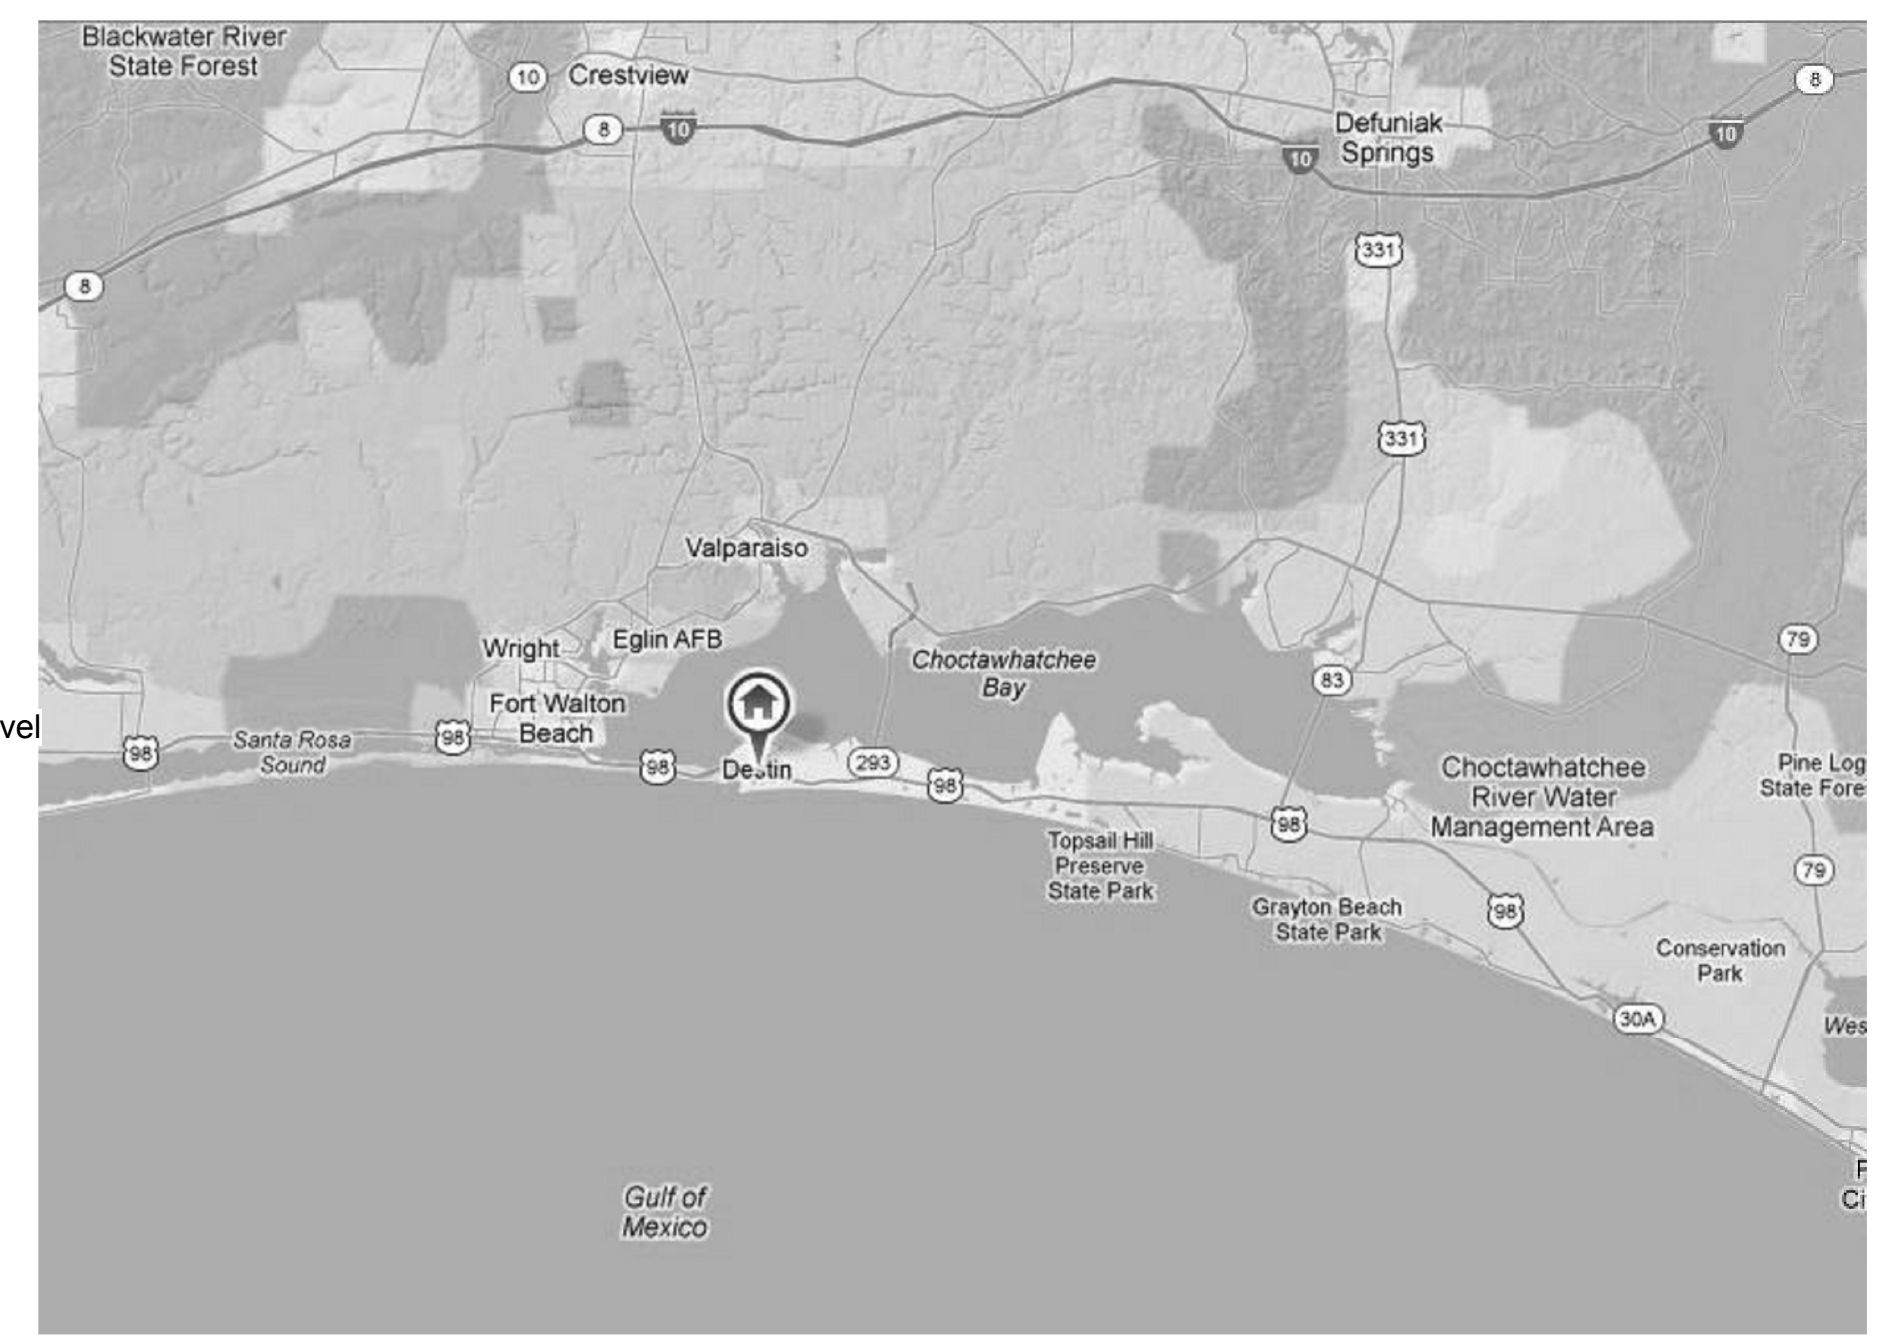 Blackwater River
State Forest
10
Crestview
8
8
10
Defuniak
Springs
10
10
331
8
331
Valparaiso
Wright
Eglin AFB
79
Choctawhatchee
Bay
83
Fort Walton
Beach
vel
98
Santa Rosa
Sound
98
98
Destin
293
98
Choctawhatchee
River Water
Management Area
Pine Log
State Fore
98
Topsail Hill
Preserve
State Park
79
Grayton Beach
State Park
98
Conservation
Park
30A
Wes
Gulf of
Mexico
F
Ci